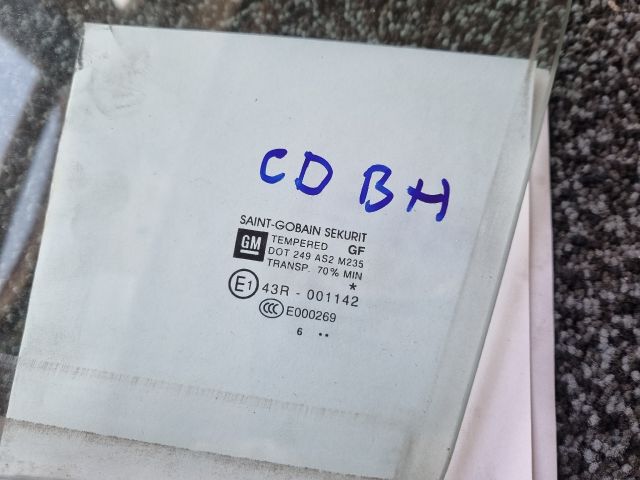 CD BH
SAINT-GOBAIN SEKURIT
GM TEMPERED GF
DOT 249 AS2 M235
TRANSP. 70% MIN
*
E1 43R - 001142
CCC E000269
6 ..